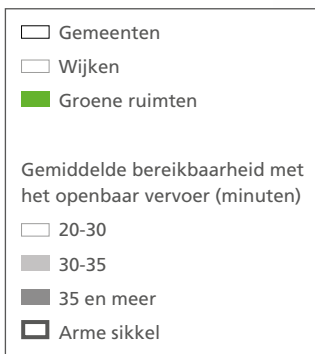 Gemeenten
Wijken
Groene ruimten
Gemiddelde bereikbaarheid met
het openbaar vervoer (minuten)
20-30
30-35
35 en meer
Arme sikkel